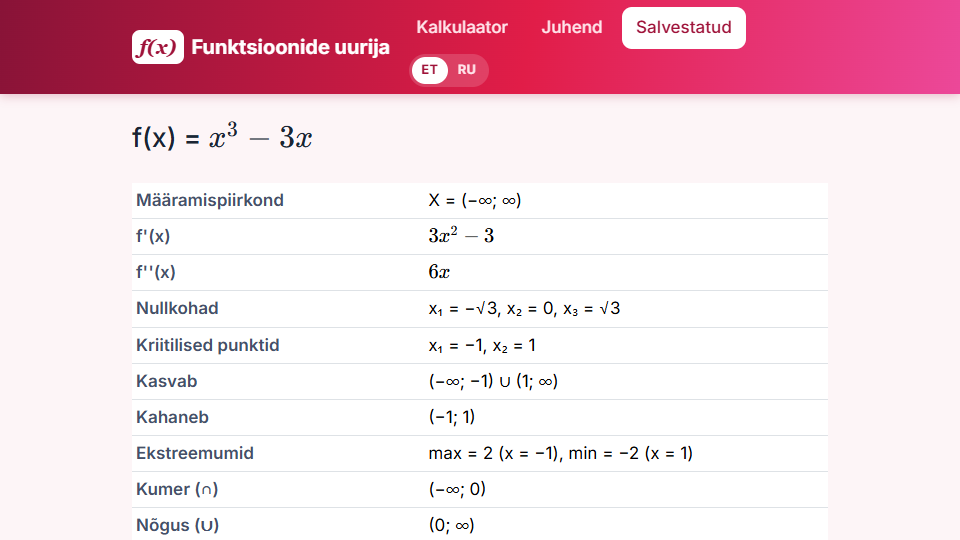 f(x) Funktsioonide uurija
Kalkulaator Juhend Salvestatud
ET RU
f(x) = x³ − 3x
Määramispiirkond X = (−∞; ∞)
f'(x) 3x² − 3
f''(x) 6x
Nullkohad x₁ = −√3, x₂ = 0, x₃ = √3
Kriitilised punktid x₁ = −1, x₂ = 1
Kasvab (−∞; −1) ∪ (1; ∞)
Kahaneb (−1; 1)
Ekstreemumid max = 2 (x = −1), min = −2 (x = 1)
Kumer (∩) (−∞; 0)
Nõgus (∪) (0; ∞)